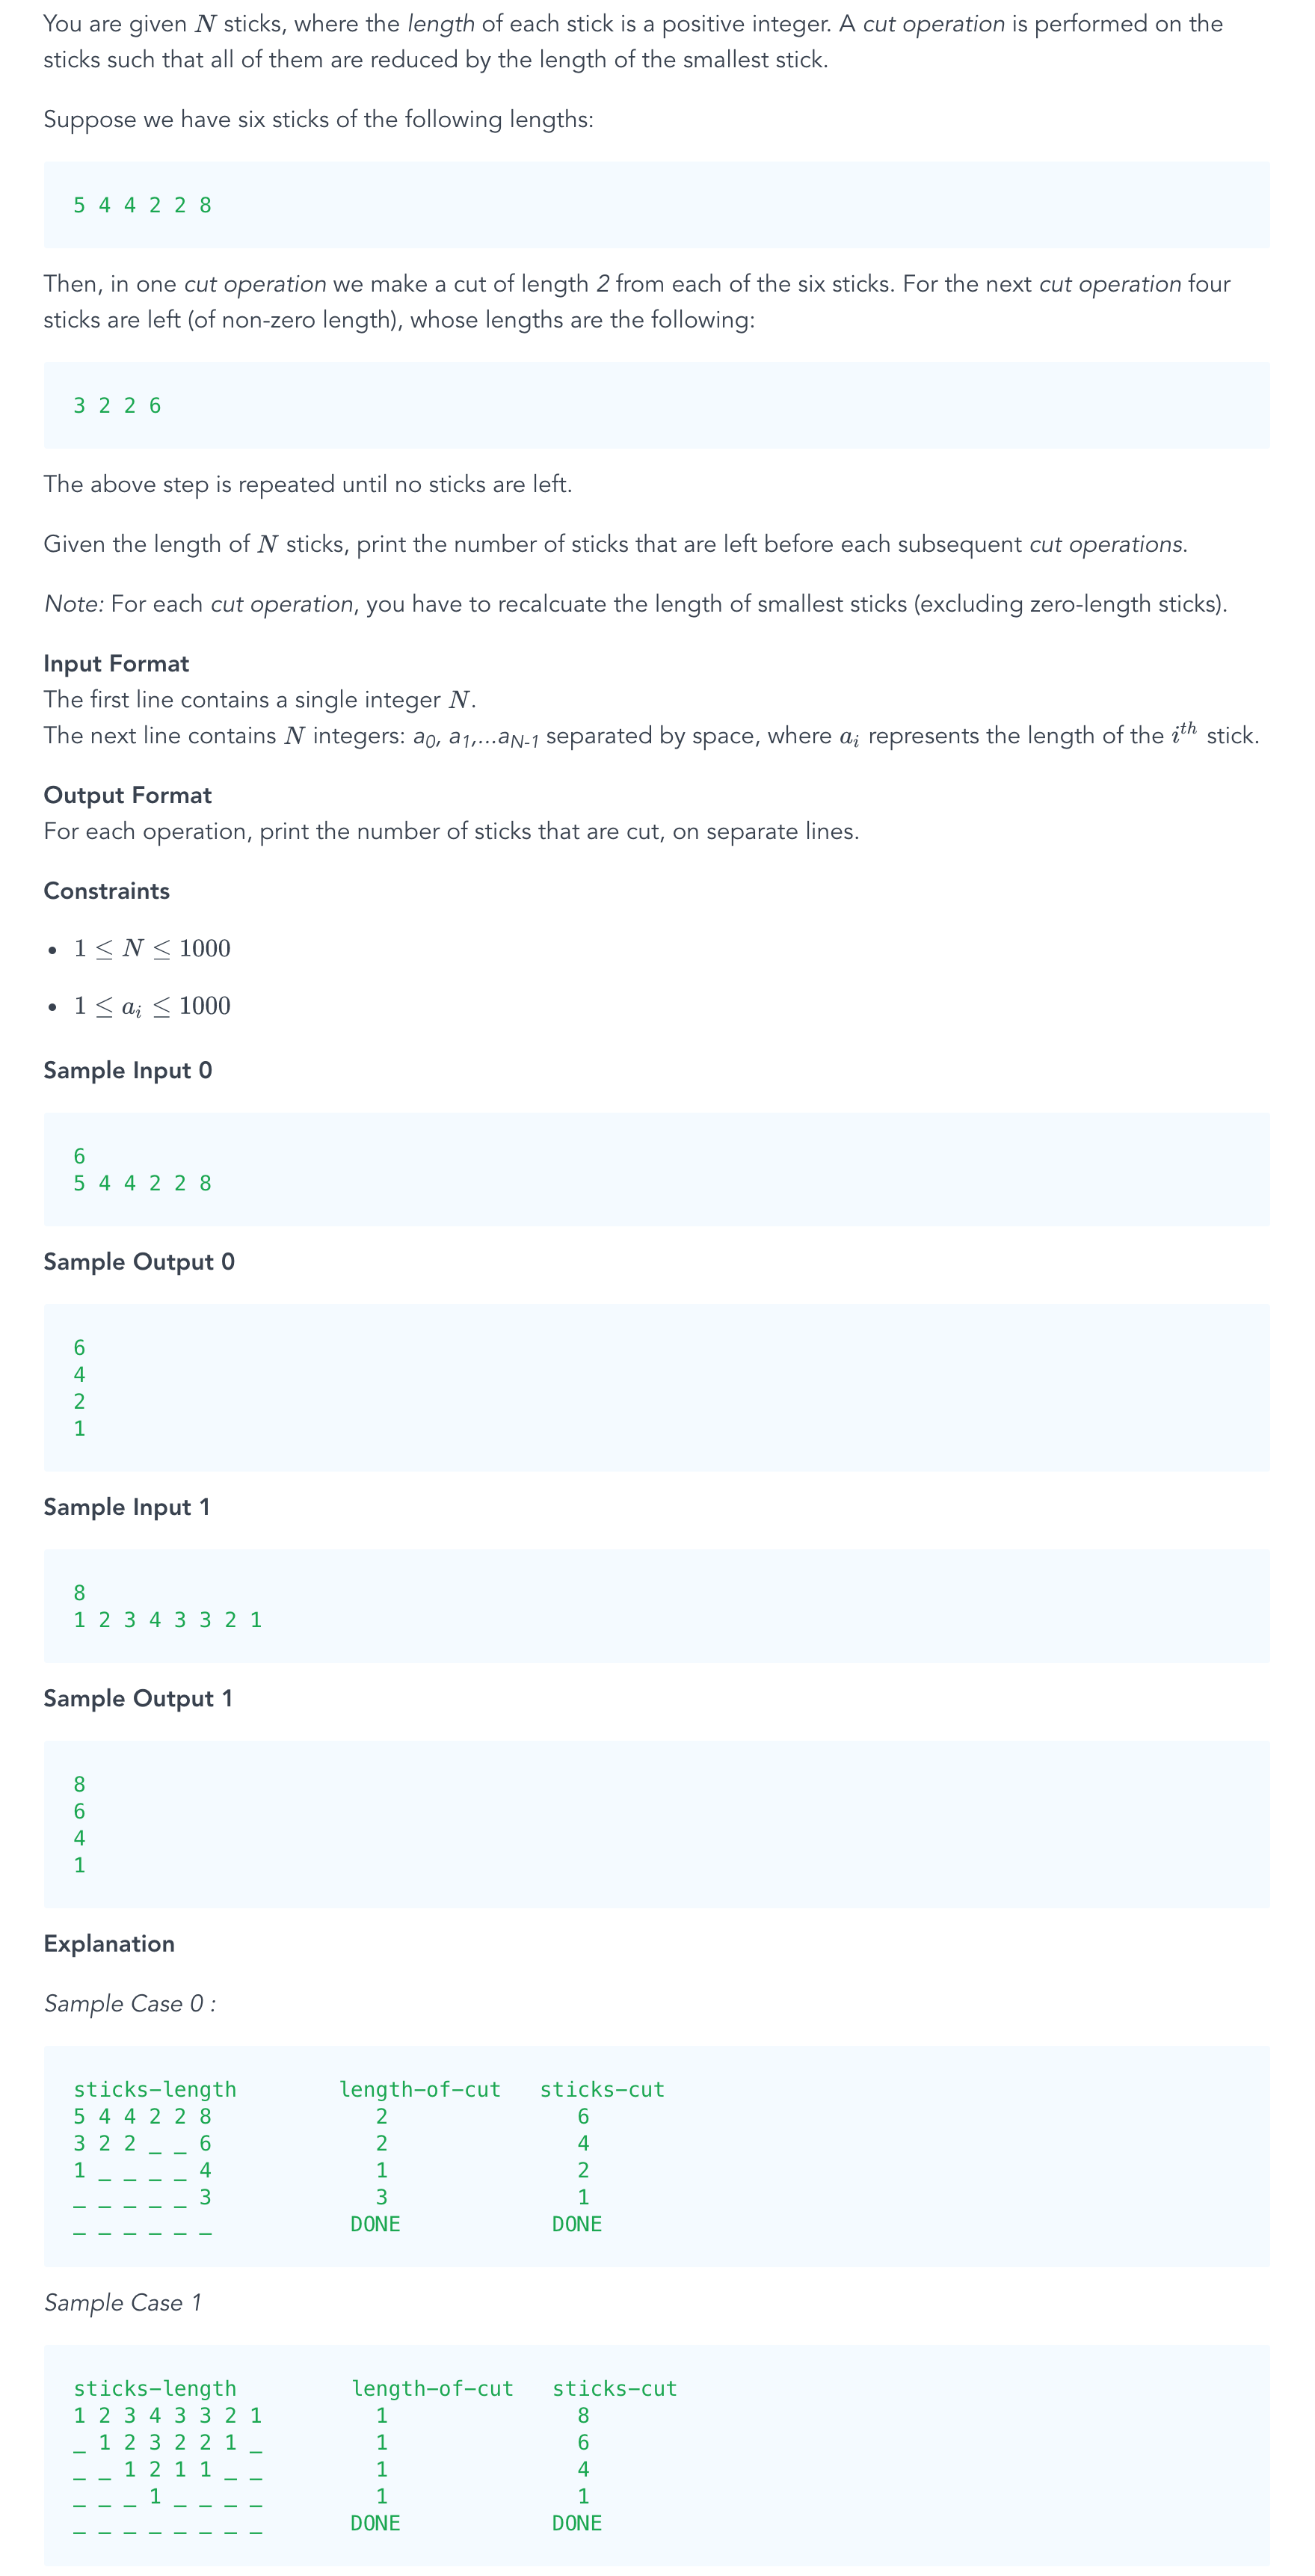 You are given N sticks, where the length of each stick is a positive integer. A cut operation is performed on the
sticks such that all of them are reduced by the length of the smallest stick.
Suppose we have six sticks of the following lengths:
5 4 4 2 2 8
Then, in one cut operation we make a cut of length 2 from each of the six sticks. For the next cut operation four
sticks are left (of non-zero length), whose lengths are the following:
3 2 2 6
The above step is repeated until no sticks are left.
Given the length of N sticks, print the number of sticks that are left before each subsequent cut operations.
Note: For each cut operation, you have to recalcuate the length of smallest sticks (excluding zero-length sticks).
Input Format
The first line contains a single integer N.
The next line contains N integers: a0, a1,...aN-1 separated by space, where ai represents the length of the ith stick.
Output Format
For each operation, print the number of sticks that are cut, on separate lines.
Constraints
• 1 ≤ N ≤ 1000
• 1 ≤ ai ≤ 1000
Sample Input 0
6
5 4 4 2 2 8
Sample Output 0
6
4
2
1
Sample Input 1
8
1 2 3 4 3 3 2 1
Sample Output 1
8
6
4
1
Explanation
Sample Case 0 :
sticks-length length-of-cut sticks-cut
5 4 4 2 2 8 2 6
3 2 2 _ _ 6 2 4
1 _ _ _ _ 4 1 2
_ _ _ _ _ 3 3 1
_ _ _ _ _ _ DONE DONE
Sample Case 1
sticks-length length-of-cut sticks-cut
1 2 3 4 3 3 2 1 1 8
_ 1 2 3 2 2 1 _ 1 6
_ _ 1 2 1 1 _ _ 1 4
_ _ _ 1 _ _ _ _ 1 1
_ _ _ _ _ _ _ _ DONE DONE